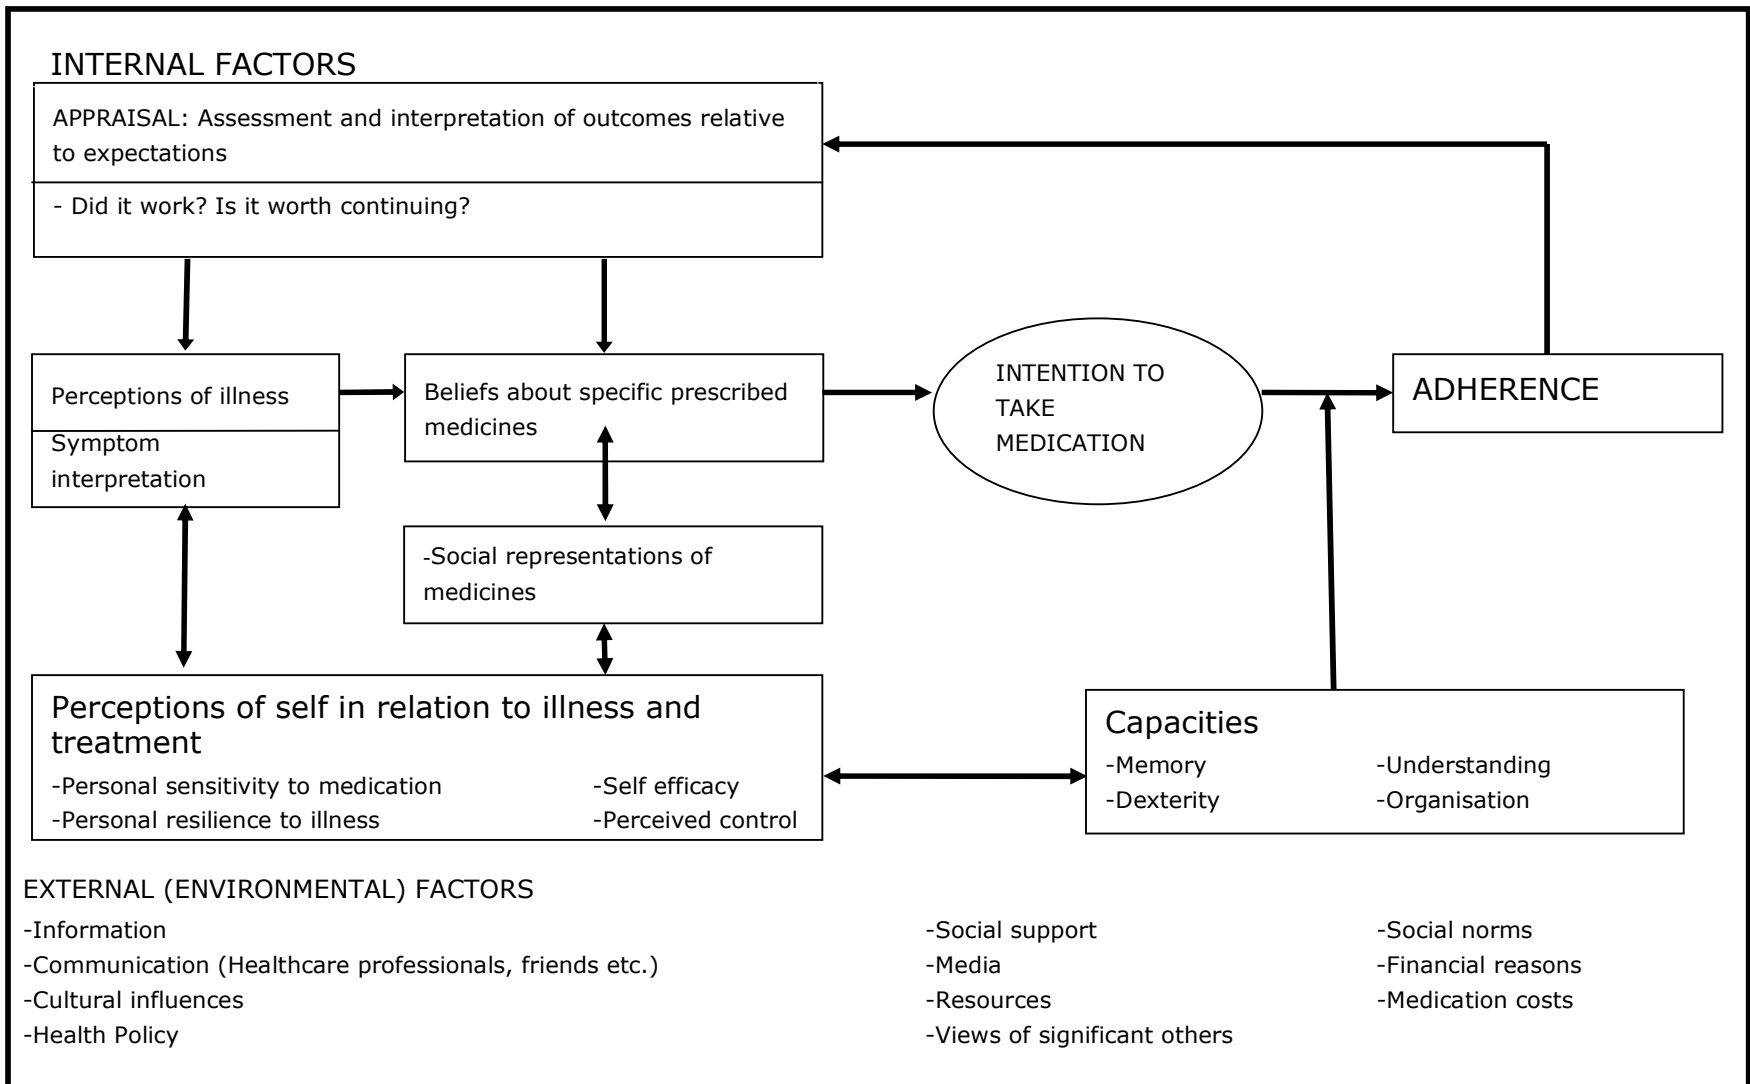 INTERNAL FACTORS
APPRAISAL: Assessment and interpretation of outcomes relative
to expectations
- Did it work? Is it worth continuing?
Perceptions of illness
Symptom
interpretation
Beliefs about specific prescribed
medicines
INTENTION TO
TAKE
MEDICATION
ADHERENCE
-Social representations of
medicines
Perceptions of self in relation to illness and
treatment
-Personal sensitivity to medication
-Self efficacy
-Personal resilience to illness
-Perceived control
Capacities
-Memory
-Understanding
-Dexterity
-Organisation
EXTERNAL (ENVIRONMENTAL) FACTORS
-Information
-Communication (Healthcare professionals, friends etc.)
-Cultural influences
-Health Policy
-Social support
-Media
-Resources
-Views of significant others
-Social norms
-Financial reasons
-Medication costs